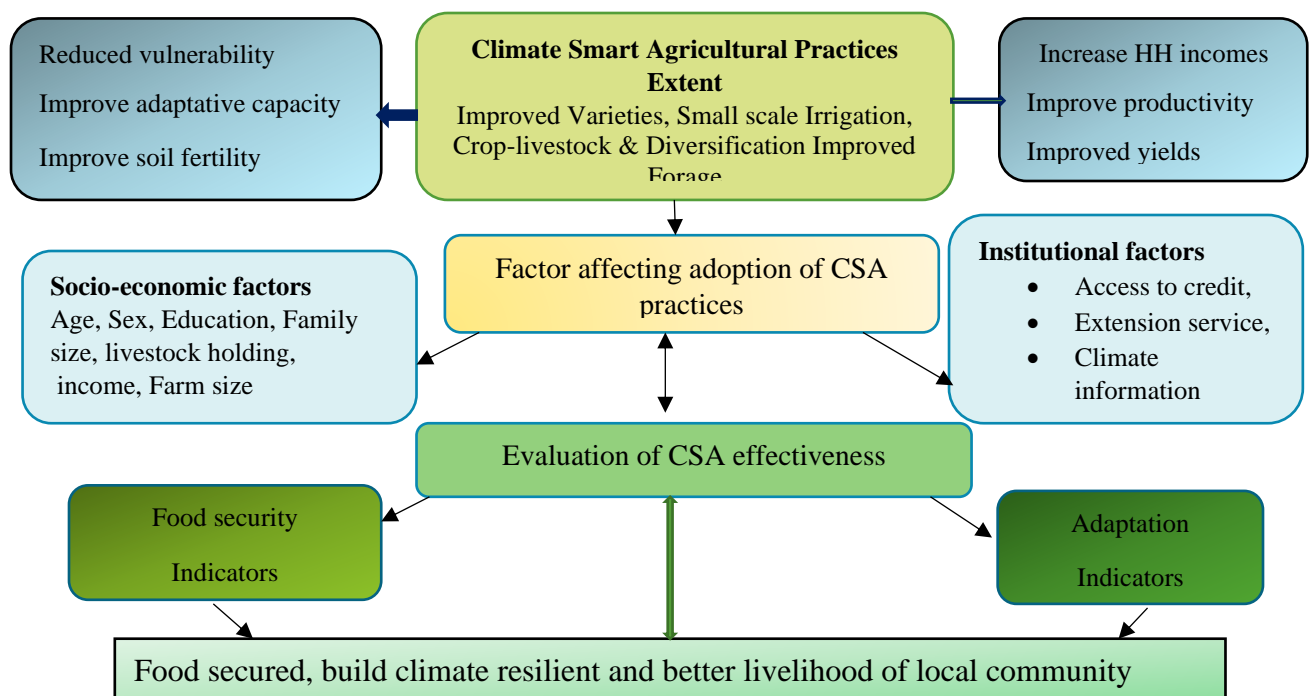 Reduced vulnerability
Improve adaptative capacity
Improve soil fertility
Climate Smart Agricultural Practices
Extent
Improved Varieties, Small scale Irrigation,
Crop-livestock & Diversification Improved
Forage
Increase HH incomes
Improve productivity
Improved yields
Factor affecting adoption of CSA
practices
Socio-economic factors
Age, Sex, Education, Family
size, livestock holding,
income, Farm size
Institutional factors
• Access to credit,
• Extension service,
• Climate
information
Evaluation of CSA effectiveness
Food security
Indicators
Adaptation
Indicators
Food secured, build climate resilient and better livelihood of local community